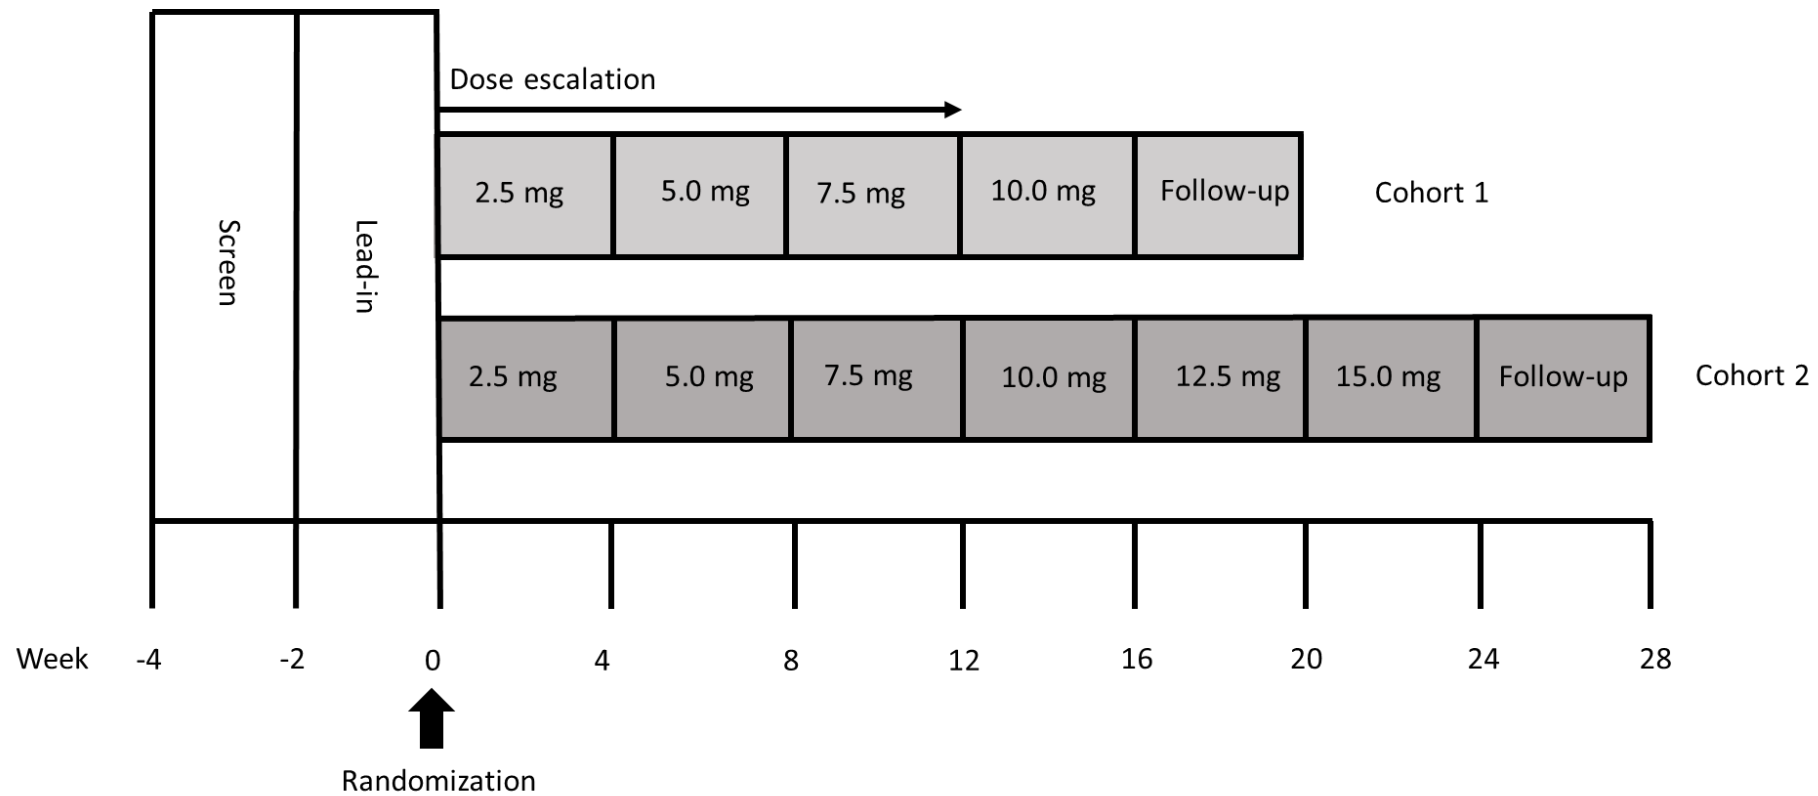 Dose escalation
2.5 mg 5.0 mg 7.5 mg 10.0 mg Follow-up Cohort 1
Screen
Lead-in
2.5 mg 5.0 mg 7.5 mg 10.0 mg 12.5 mg 15.0 mg Follow-up Cohort 2
Week -4 -2 0 4 8 12 16 20 24 28
Randomization